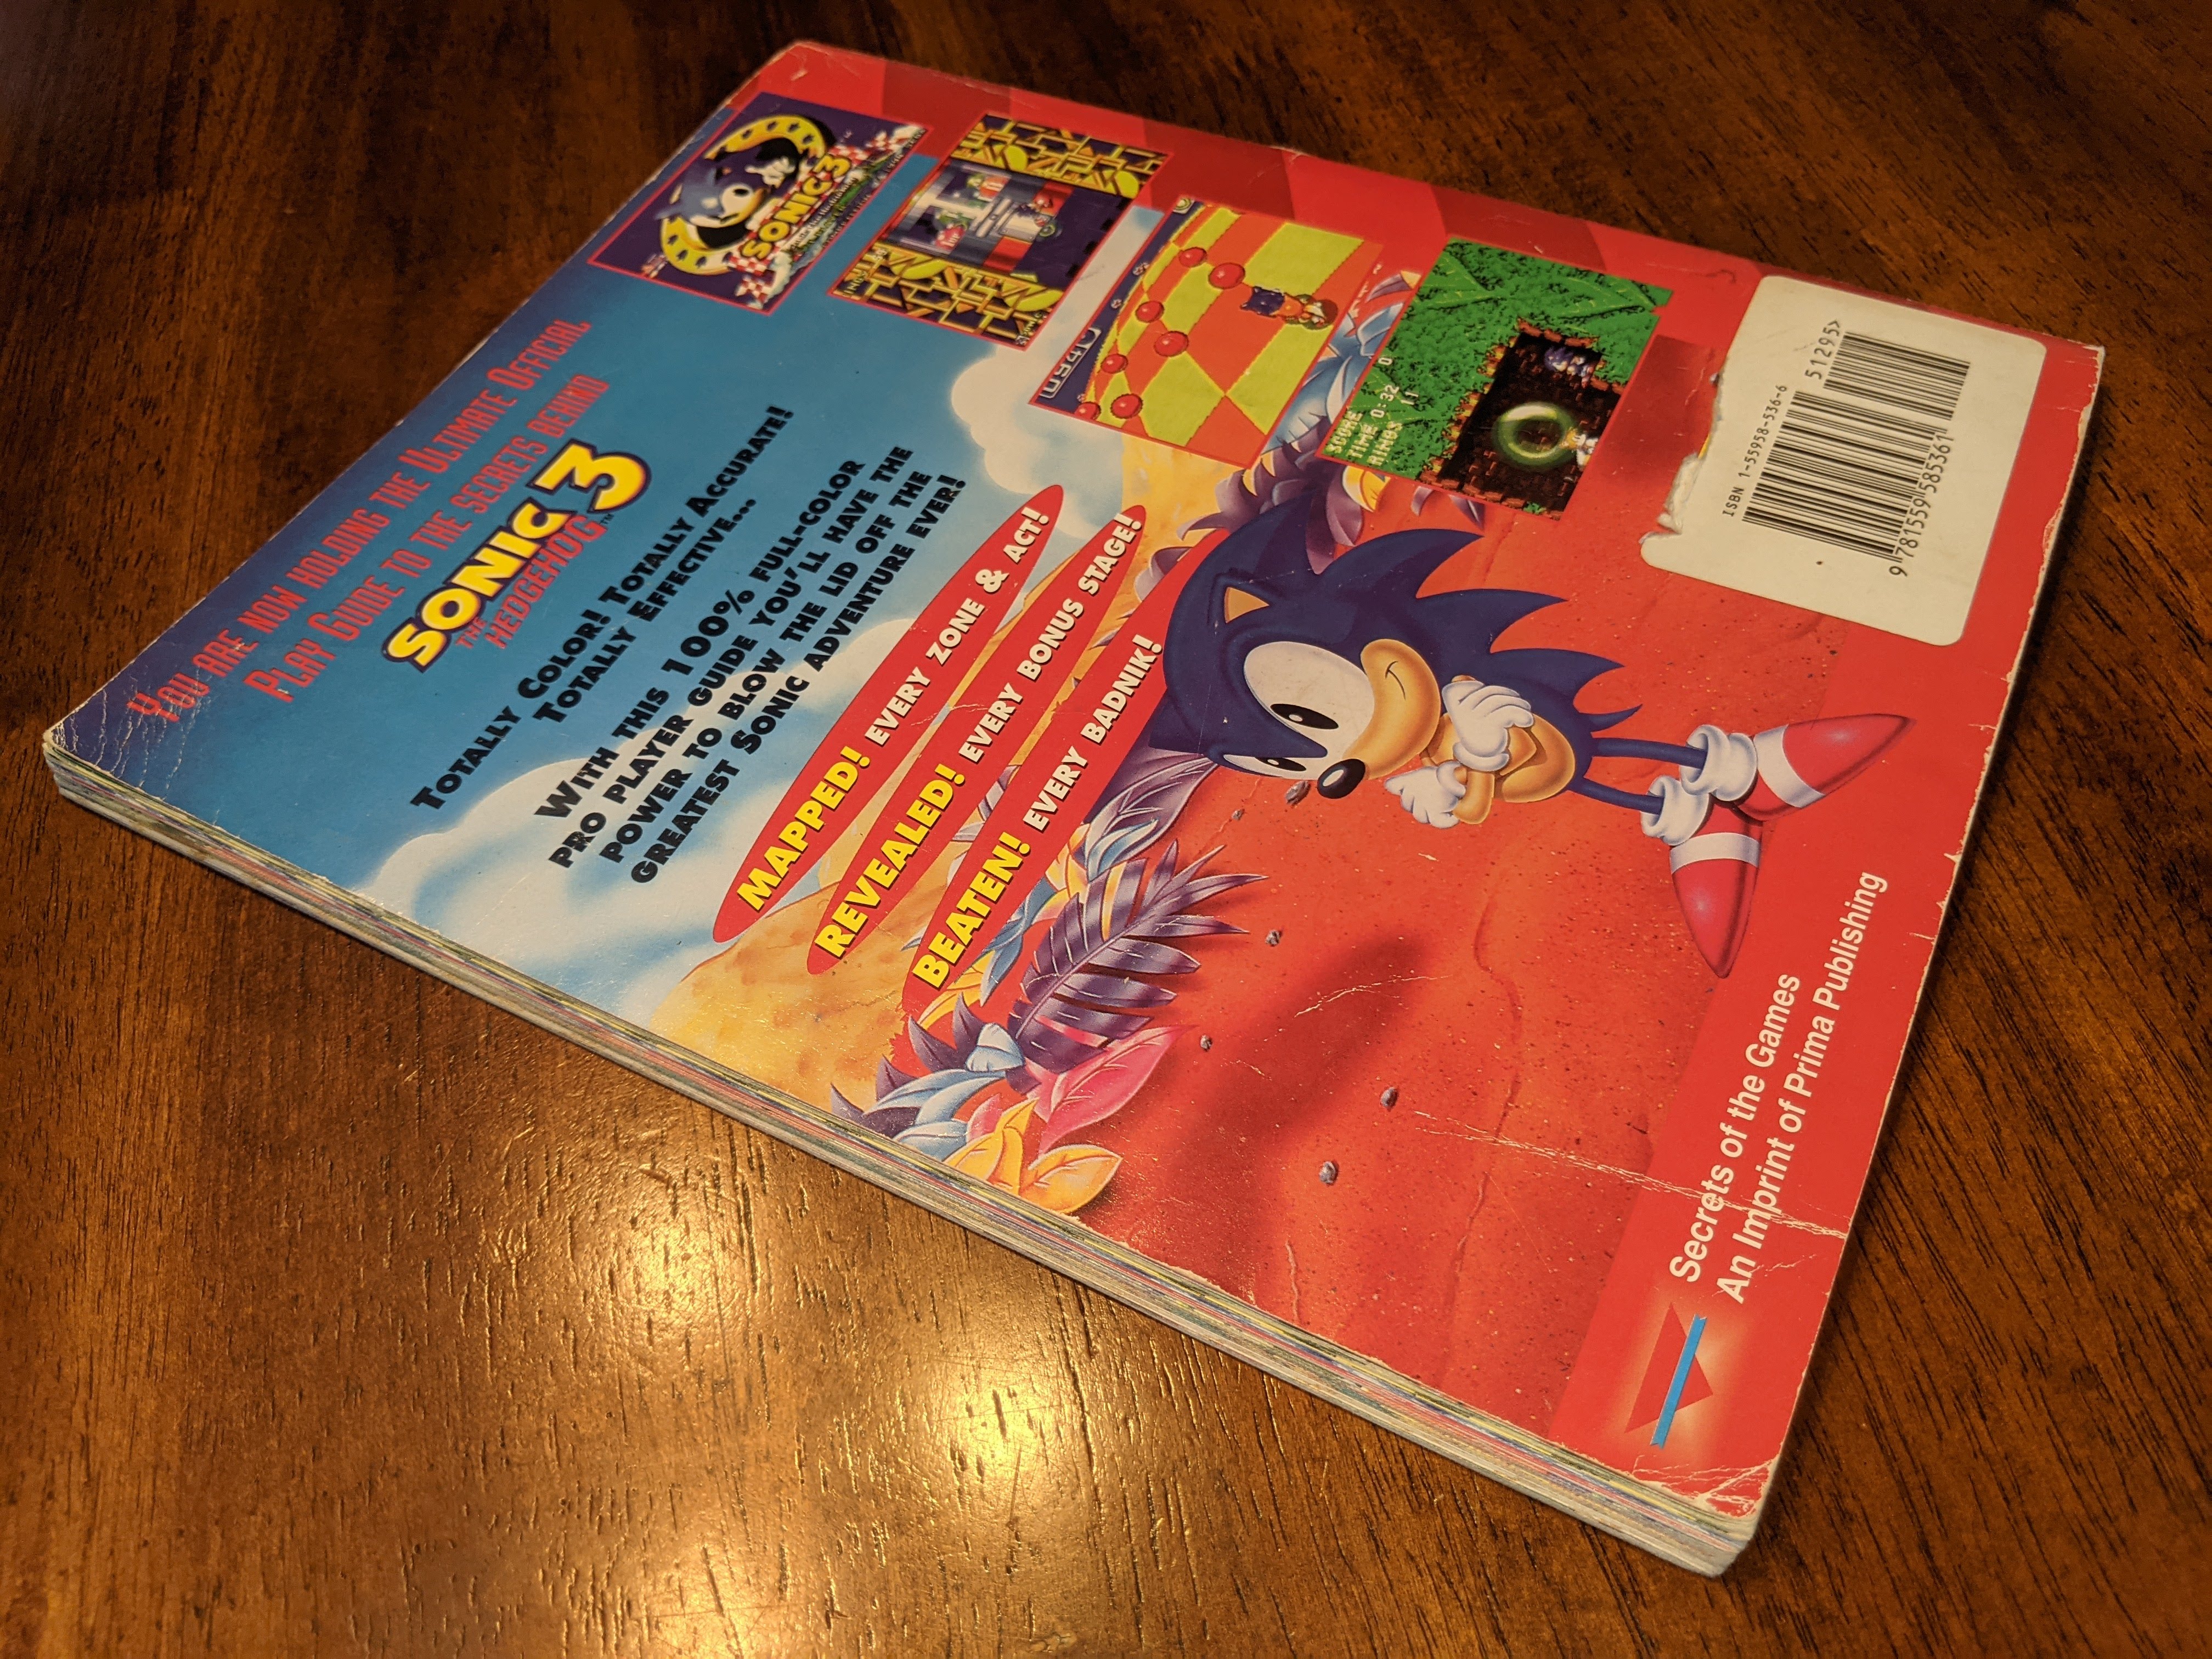 YOU ARE NOW HOLDING THE ULTIMATE OFFICIAL
PLAY GUIDE TO THE SECRETS BEHIND
SONIC 3
THE
HEDGEHOG™
TOTALLY COLOR! TOTALLY ACCURATE!
TOTALLY EFFECTIVE...
WITH THIS 100% FULL-COLOR
PRO PLAYER GUIDE YOU'LL HAVE THE
POWER TO BLOW THE LID OFF THE
GREATEST SONIC ADVENTURE EVER!
MAPPED! EVERY ZONE & ACT!
REVEALED! EVERY BONUS STAGE!
BEATEN! EVERY BADNIK!
SONIC 3
SCORE 0
TIME 0:32
RINGS 11
ISBN 1-55958-536-6
51295>
9 781559 585361
Secrets of the Games
An Imprint of Prima Publishing